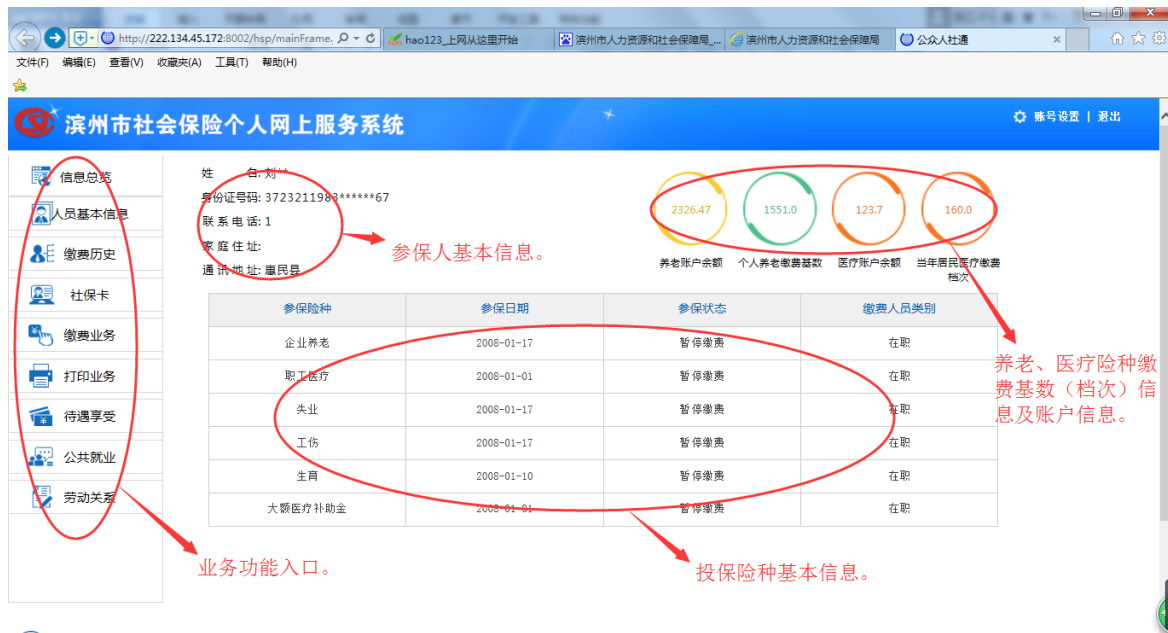 http://222.134.45.172:8002/hsp/mainFrame.
hao123_上网从这里开始
滨州市人力资源和社会保障局_...
滨州市人力资源和社会保障局
公众人社通
文件(F) 编辑(E) 查看(V) 收藏夹(A) 工具(T) 帮助(H)
滨州市社会保险个人网上服务系统
账号设置 | 退出
信息总览
人员基本信息
缴费历史
社保卡
缴费业务
打印业务
待遇享受
公共就业
劳动关系
业务功能入口。
姓 名: 刘**
身份证号码: 3723211983******67
联系电话: 1
家庭住址:
通讯地址: 惠民县
参保人基本信息。
2326.47 1551.0 123.7 160.0
养老账户余额 个人养老缴费基数 医疗账户余额 当年居民医疗缴费
档次
养老、医疗险种缴
费基数（档次）信
息及账户信息。
参保险种 参保日期 参保状态 缴费人员类别
企业养老 2008-01-17 暂停缴费 在职
职工医疗 2008-01-01 暂停缴费 在职
失业 2008-01-17 暂停缴费 在职
工伤 2008-01-17 暂停缴费 在职
生育 2008-01-10 暂停缴费 在职
大额医疗补助金 2008-01-01 暂停缴费 在职
投保险种基本信息。